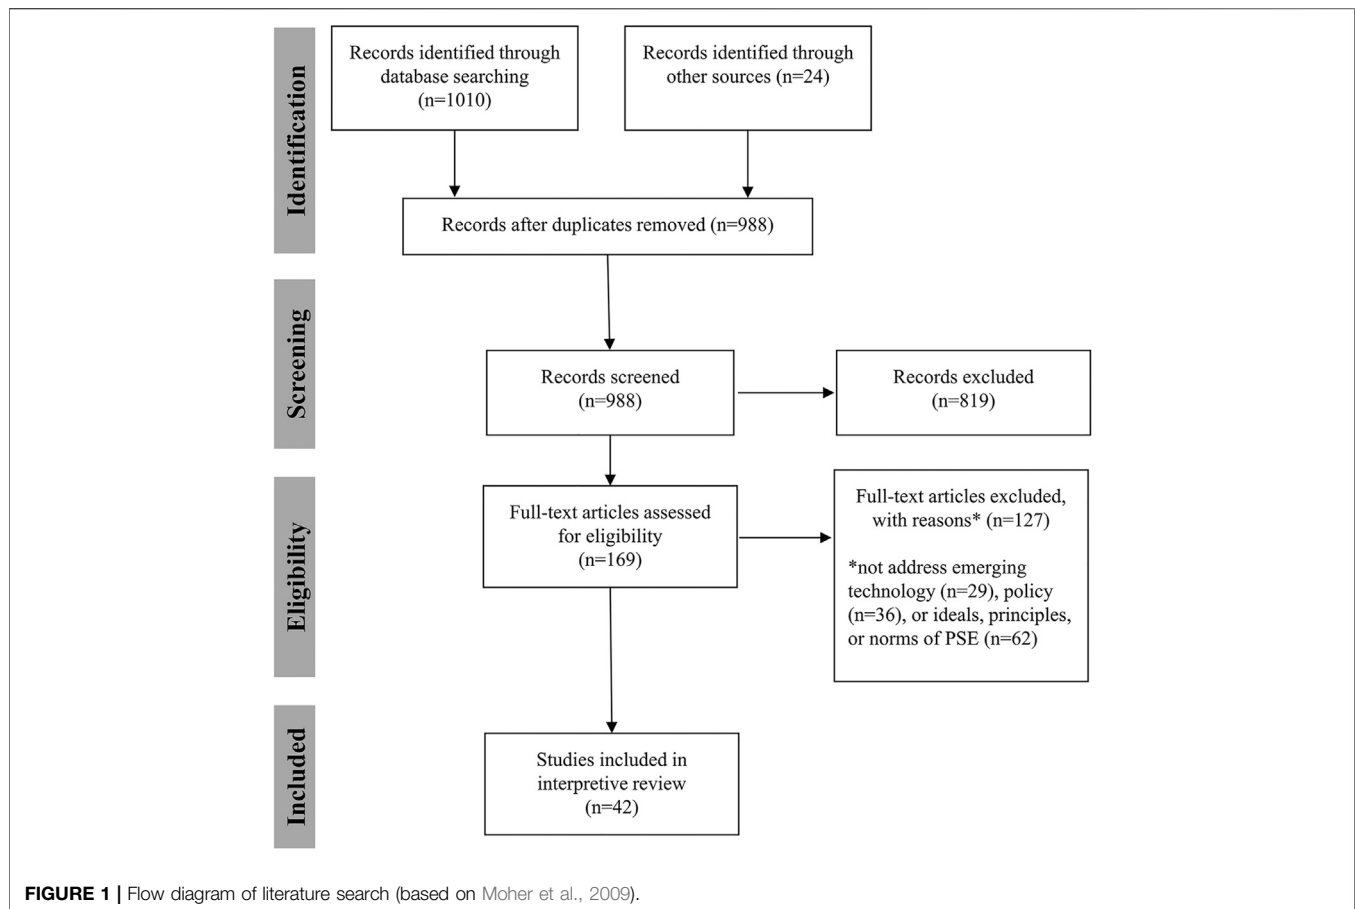 Identification
Records identified through
database searching
(n=1010)
Records identified through
other sources (n=24)
Records after duplicates removed (n=988)
Screening
Records screened
(n=988)
Records excluded
(n=819)
Eligibility
Full-text articles assessed
for eligibility
(n=169)
Full-text articles excluded,
with reasons* (n=127)
*not address emerging
technology (n=29), policy
(n=36), or ideals, principles,
or norms of PSE (n=62)
Included
Studies included in
interpretive review
(n=42)
FIGURE 1 | Flow diagram of literature search (based on Moher et al., 2009).